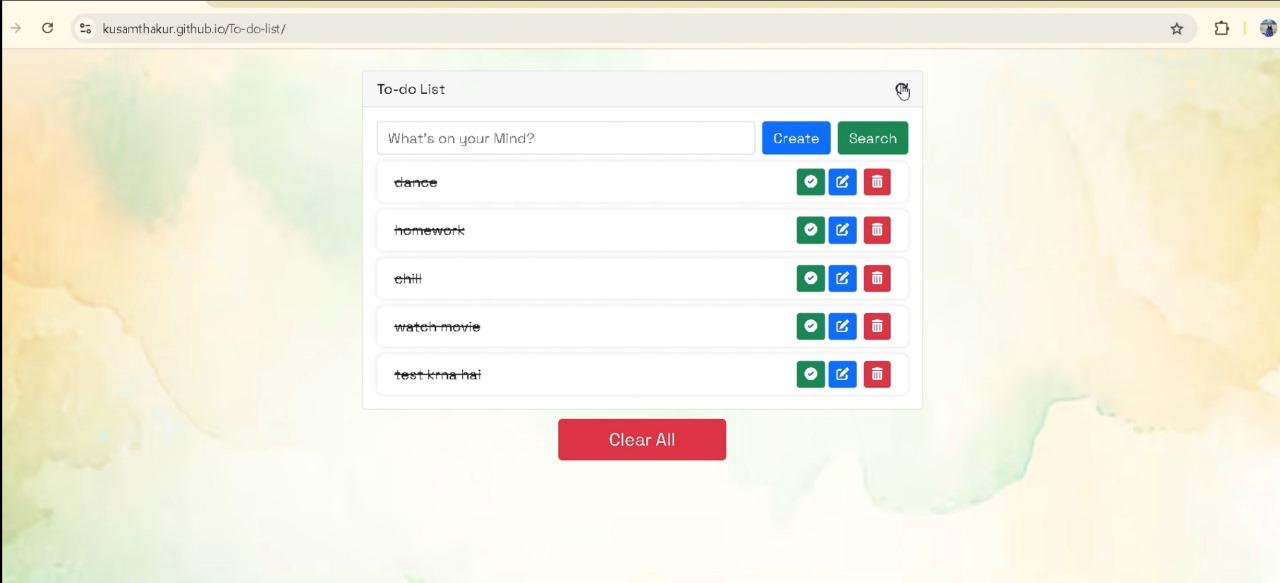 kusamthakur.github.io/To-do-list/
To-do List
What's on your Mind? Create Search
dance
homework
chill
watch movie
test krna hai
Clear All